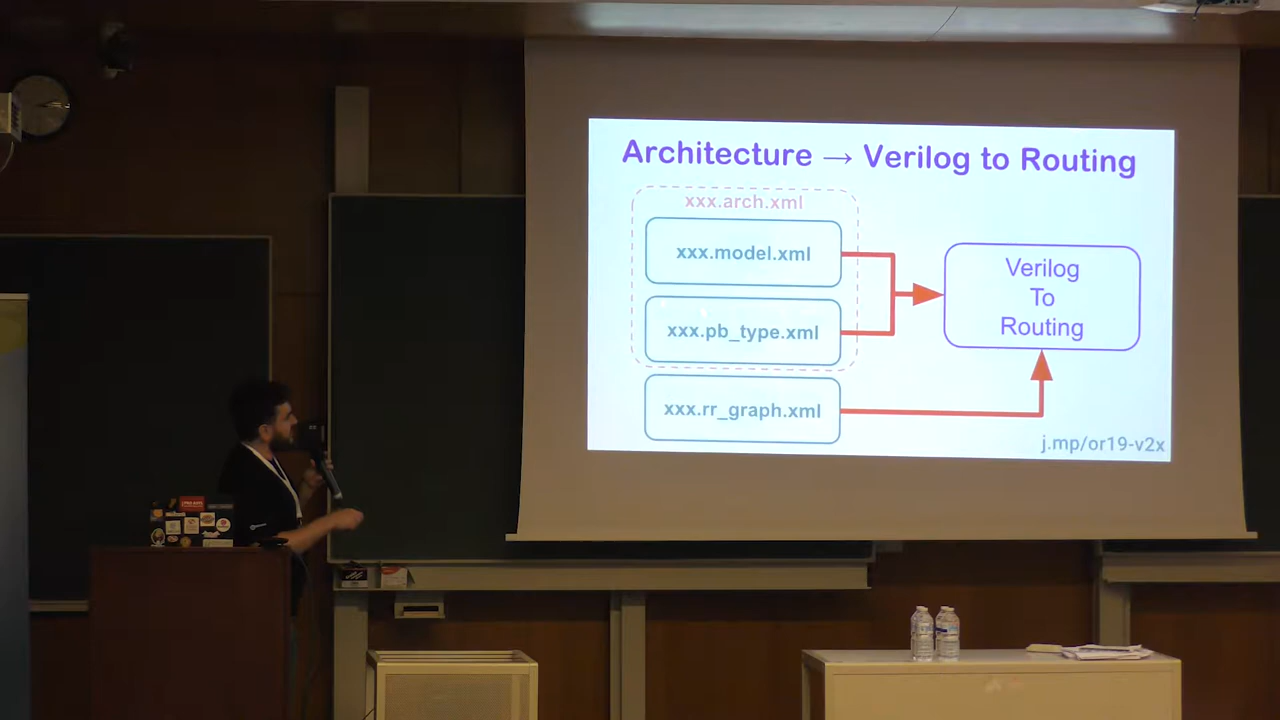 Architecture → Verilog to Routing
xxx.arch.xml
xxx.model.xml
xxx.pb_type.xml
xxx.rr_graph.xml
Verilog
To
Routing
j.mp/or19-v2x